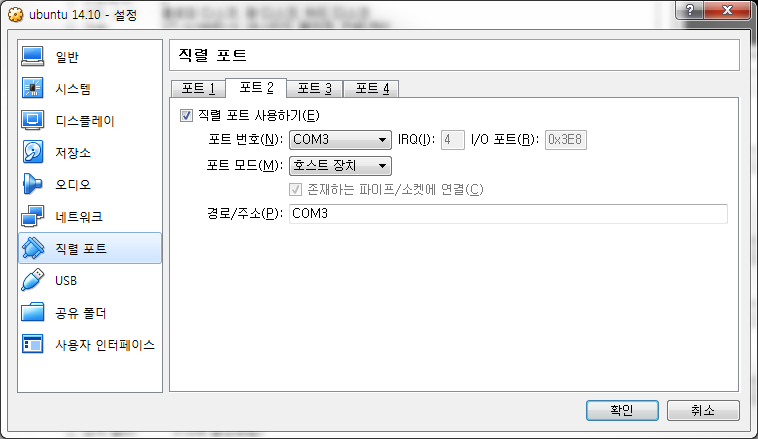 ubuntu 14.10 - 설정
일반
시스템
디스플레이
저장소
오디오
네트워크
직렬 포트
USB
공유 폴더
사용자 인터페이스
직렬 포트
포트 1 포트 2 포트 3 포트 4
직렬 포트 사용하기(E)
포트 번호(N): COM3 IRQ(I): 4 I/O 포트(R): 0x3E8
포트 모드(M): 호스트 장치
존재하는 파이프/소켓에 연결(C)
경로/주소(P): COM3
확인 취소